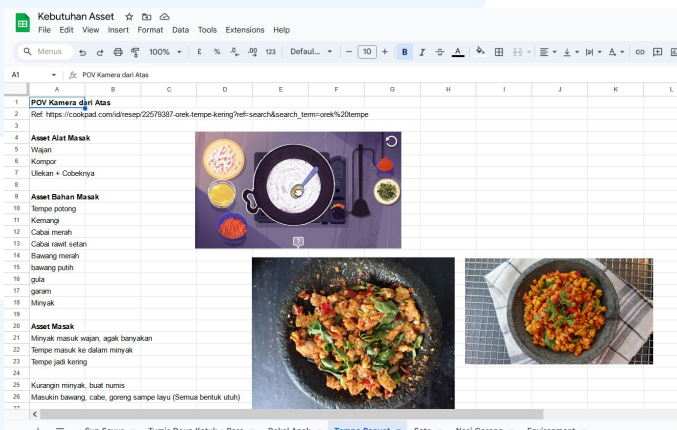 Kebutuhan Asset
File Edit View Insert Format Data Tools Extensions Help
Menus 100% £ % .0 .00 123 Defaul... 10 B I A
A1 fx POV Kamera dari Atas
A B C D E F G H I J K L
1 POV Kamera dari Atas
2 Ref: https://cookpad.com/id/resep/22579387-orek-tempe-kering?ref=search&search_term=orek%20tempe
3
4 Asset Alat Masak
5 Wajan
6 Kompor
7 Ulekan + Cobeknya
8
9 Asset Bahan Masak
10 Tempe potong
11 Kemangi
12 Cabai merah
13 Cabai rawit setan
14 Bawang merah
15 bawang putih
16 gula
17 garam
18 Minyak
19
20 Asset Masak
21 Minyak masuk wajan, agak banyakan
22 Tempe masuk ke dalam minyak
23 Tempe jadi kering
24
25 Kurangin minyak, buat numis
26 Masukin bawang, cabe, goreng sampe layu (Semua bentuk utuh)
27